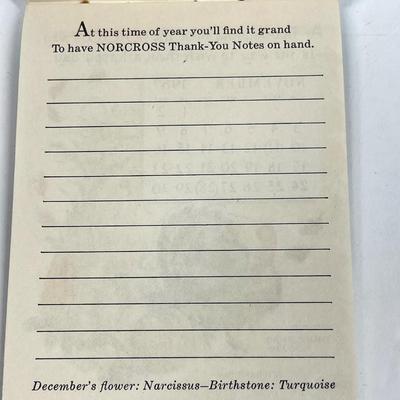 At this time of year you'll find it grand
To have NORCROSS Thank-You Notes on hand.
December's flower: Narcissus—Birthstone: Turquoise